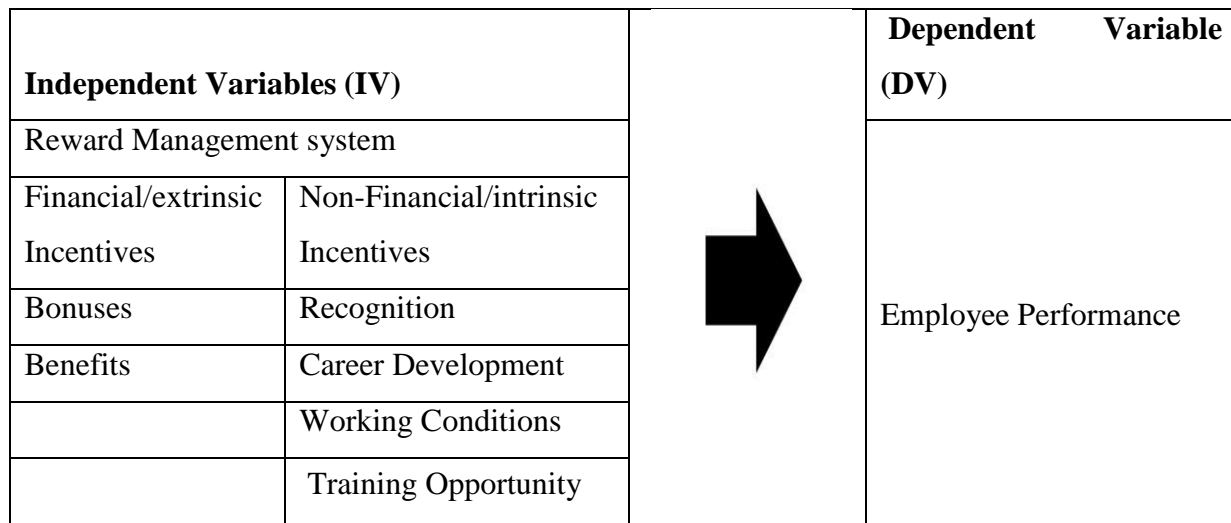 Independent Variables (IV)
Dependent Variable
(DV)
Reward Management system
Financial/extrinsic
Incentives
Non-Financial/intrinsic
Incentives
Bonuses
Recognition
Benefits
Career Development
Working Conditions
Training Opportunity
Employee Performance